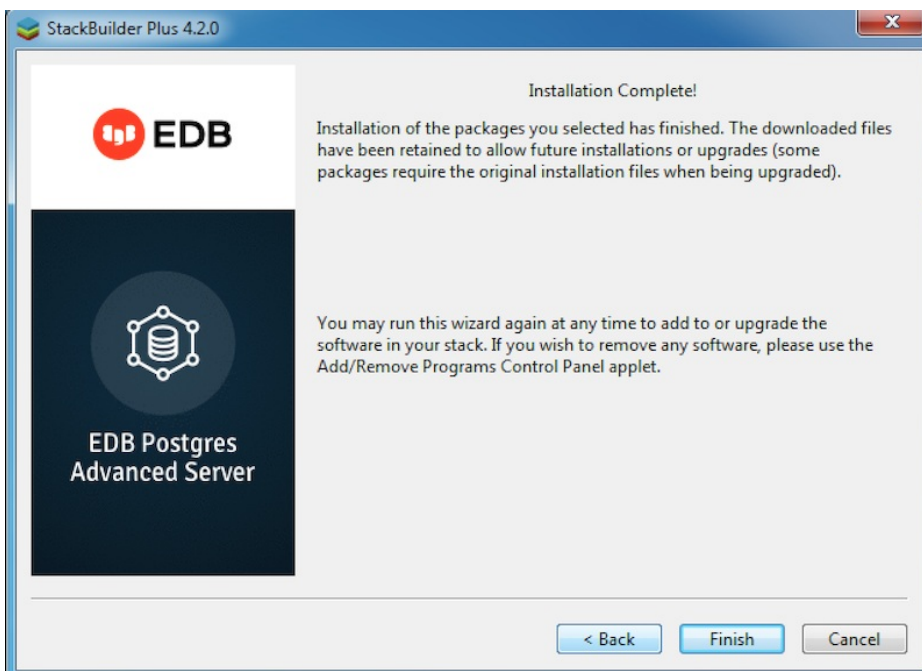 StackBuilder Plus 4.2.0
EDB
EDB Postgres
Advanced Server
Installation Complete!
Installation of the packages you selected has finished. The downloaded files
have been retained to allow future installations or upgrades (some
packages require the original installation files when being upgraded).
You may run this wizard again at any time to add to or upgrade the
software in your stack. If you wish to remove any software, please use the
Add/Remove Programs Control Panel applet.
< Back
Finish
Cancel